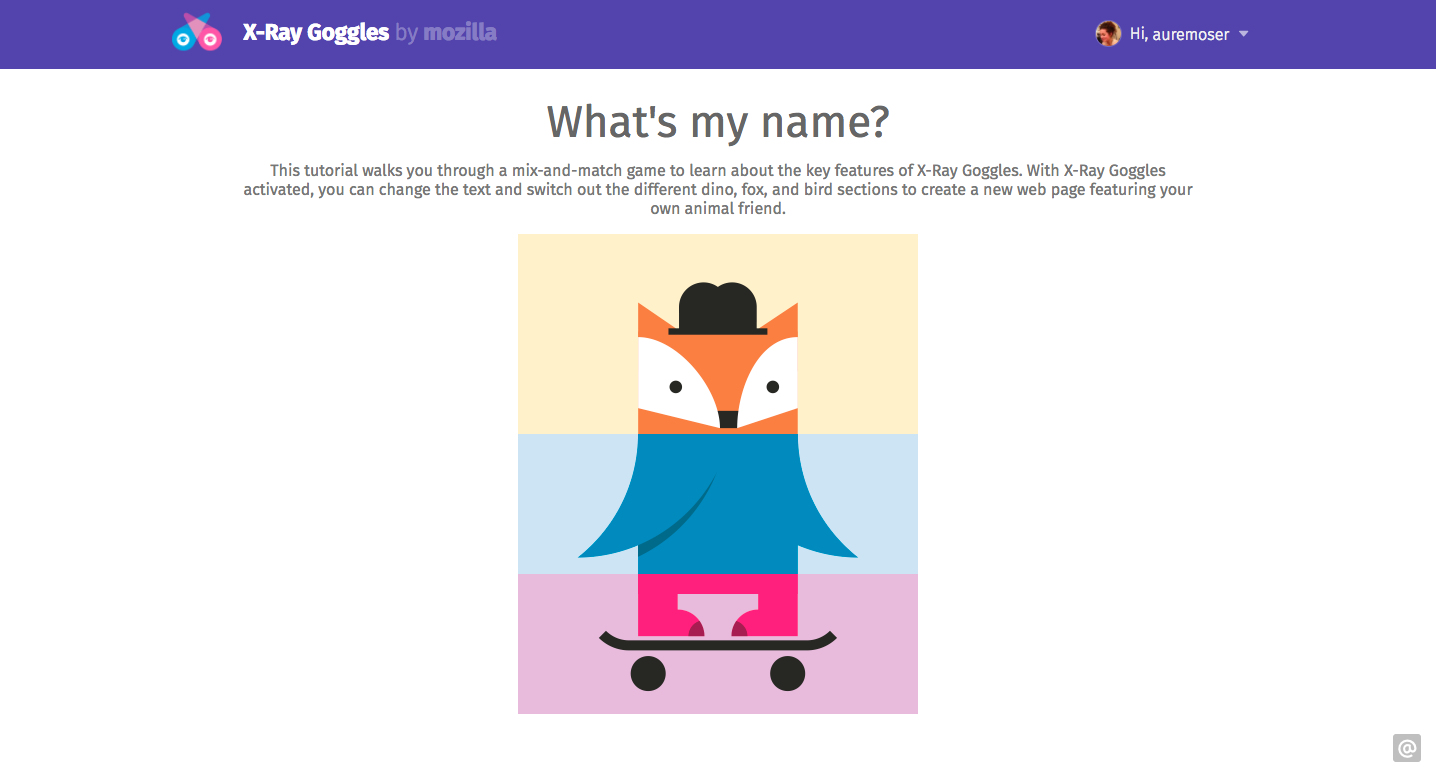 X-Ray Goggles by mozilla
Hi, auremoser
What's my name?
This tutorial walks you through a mix-and-match game to learn about the key features of X-Ray Goggles. With X-Ray Goggles
activated, you can change the text and switch out the different dino, fox, and bird sections to create a new web page featuring your
own animal friend.
@